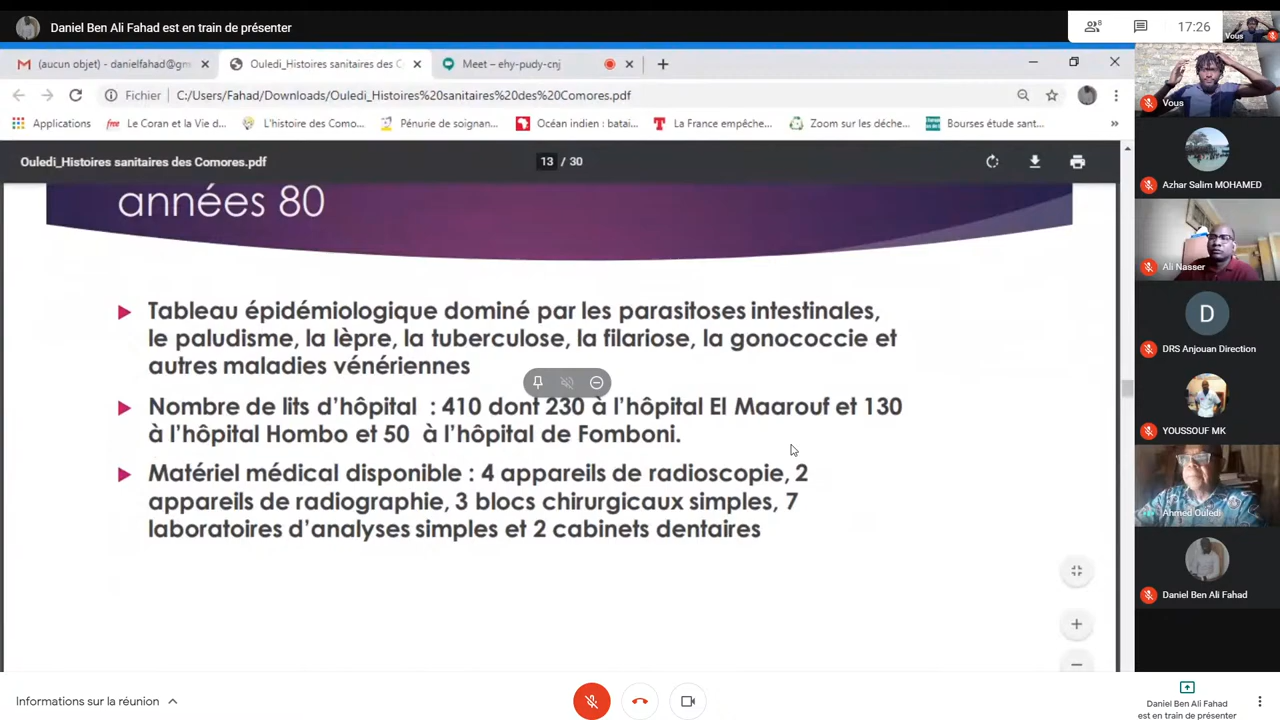 Daniel Ben Ali Fahad est en train de présenter
8
17:26
Vous
(aucun objet) - danielfahad@gm
Ouledi_Histoires sanitaires des C
Meet – ehy-pudy-cnj
Fichier
C:/Users/Fahad/Downloads/Ouledi_Histoires%20sanitaires%20des%20Comores.pdf
Applications
Le Coran et la Vie d...
L'histoire des Como...
Pénurie de soignan...
Océan indien : batai...
La France empêche...
Zoom sur les déche...
Bourses étude sant...
»
Ouledi_Histoires sanitaires des Comores.pdf
13 / 30
années 80
Tableau épidémiologique dominé par les parasitoses intestinales,
le paludisme, la lèpre, la tuberculose, la filariose, la gonococcie et
autres maladies vénériennes
Nombre de lits d'hôpital : 410 dont 230 à l'hôpital El Maarouf et 130
à l'hôpital Hombo et 50 à l'hôpital de Fomboni.
Matériel médical disponible : 4 appareils de radioscopie, 2
appareils de radiographie, 3 blocs chirurgicaux simples, 7
laboratoires d'analyses simples et 2 cabinets dentaires
Vous
Azhar Salim MOHAMED
Ali Nasser
D
DRS Anjouan Direction
YOUSSOUF MK
Ahmed Ouledi
Daniel Ben Ali Fahad
Informations sur la réunion
Daniel Ben Ali Fahad
est en train de présenter